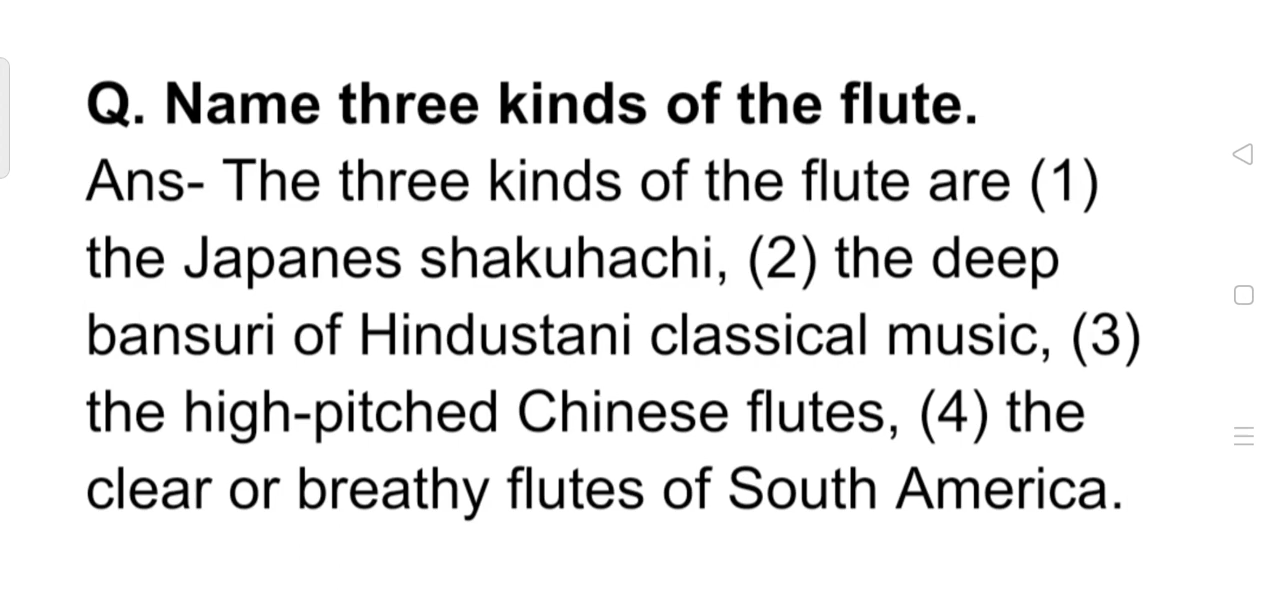 Q. Name three kinds of the flute.
Ans- The three kinds of the flute are (1)
the Japanes shakuhachi, (2) the deep
bansuri of Hindustani classical music, (3)
the high-pitched Chinese flutes, (4) the
clear or breathy flutes of South America.